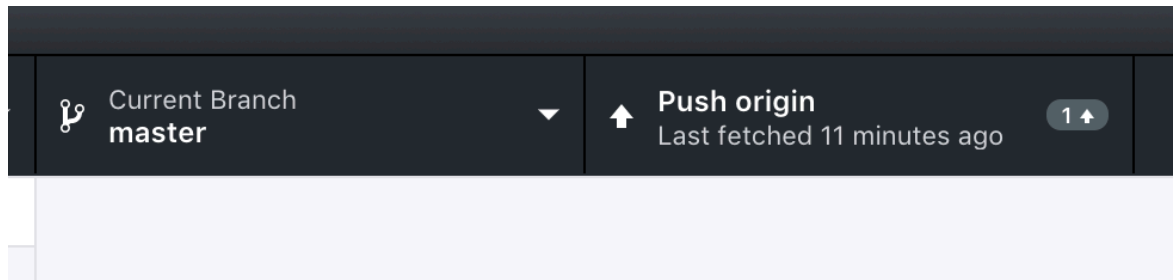 Current Branch
master
Push origin
Last fetched 11 minutes ago
1